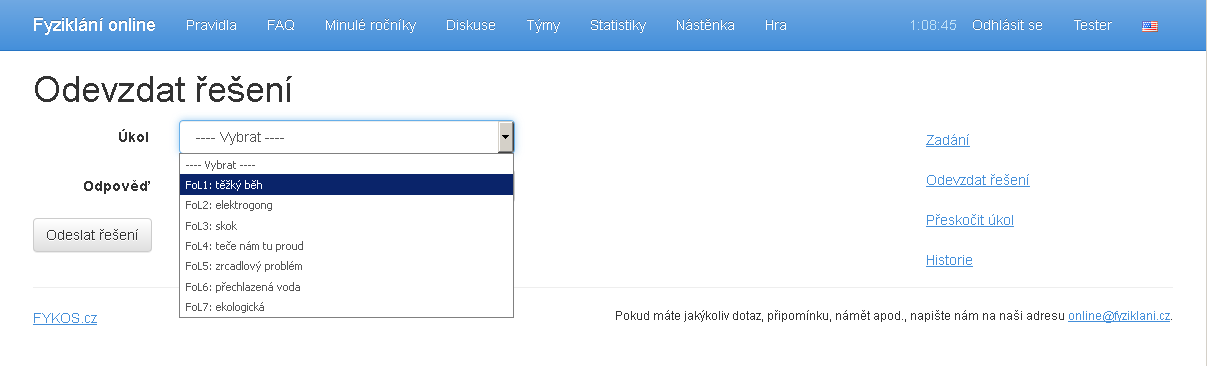 Fyziklání online Pravidla FAQ Minulé ročníky Diskuse Týmy Statistiky Nástěnka Hra 1:08:45 Odhlásit se Tester
Odevzdat řešení
Úkol ---- Vybrat ----
---- Vybrat ----
FoL1: těžký běh
FoL2: elektrogong
FoL3: skok
FoL4: teče nám tu proud
FoL5: zrcadlový problém
FoL6: přechlazená voda
FoL7: ekologická
Odpověď
Odeslat řešení
Zadání
Odevzdat řešení
Přeskočit úkol
Historie
FYKOS.cz
Pokud máte jakýkoliv dotaz, připomínku, námět apod., napište nám na naši adresu online@fyziklani.cz.